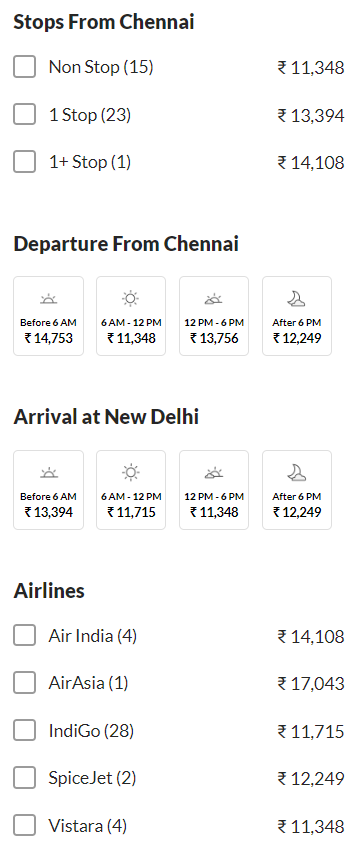 Stops From Chennai
Non Stop (15) ₹ 11,348
1 Stop (23) ₹ 13,394
1+ Stop (1) ₹ 14,108
Departure From Chennai
Before 6 AM 6 AM - 12 PM 12 PM - 6 PM After 6 PM
₹ 14,753 ₹ 11,348 ₹ 13,756 ₹ 12,249
Arrival at New Delhi
Before 6 AM 6 AM - 12 PM 12 PM - 6 PM After 6 PM
₹ 13,394 ₹ 11,715 ₹ 11,348 ₹ 12,249
Airlines
Air India (4) ₹ 14,108
AirAsia (1) ₹ 17,043
IndiGo (28) ₹ 11,715
SpiceJet (2) ₹ 12,249
Vistara (4) ₹ 11,348